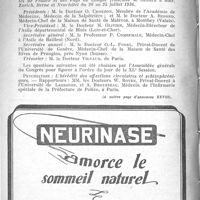 Zurich, Berne et Neuchâtel du 20 au 25 juillet 1936.
Président : M. le Docteur O. Crouzon, Membre de l'Académie de
Médecine, Médecin de la Salpêtrière ; et M. le Docteur A. Repond,
Médecin-Chef de la Maison de Santé de Malévoz, à Monthey (Valais).
Vice-Président : M. le Docteur M. Olivier, Médecin-Directeur de
l'Asile départemental de Blois (Loir-et-Cher).
Secrétaire général : M. le Professeur P. Combemale, Médecin-Chef à
l'Asile de Bailleul (Nord).
Secrétaire annuel : M. le Docteur O.-L. Forel, Privat-Docent de
l'Université de Genève, Médecin-Chef de la Maison de Santé des
Rives de Prangins, près Nyon (Suisse).
Trésorier : M. le Docteur Vignaud, de Paris.
Les questions suivantes ont été choisies par l'Assemblée générale
du Congrès pour figurer à l'ordre du jour de la XLe Session.
Psychiatrie : L'hérédité des affections circulaires et schizophréni-
ques. — Rapporteurs : MM. les Docteurs W. Boven, Privat-Docent à
l'Université de Lausanne, et A. Brousseau, Médecin de l'Infirmerie
spéciale de la Préfecture de Police, à Paris.
(A suivre page d'annonces XXVIII).
NEURINASE
amorce le
sommeil naturel